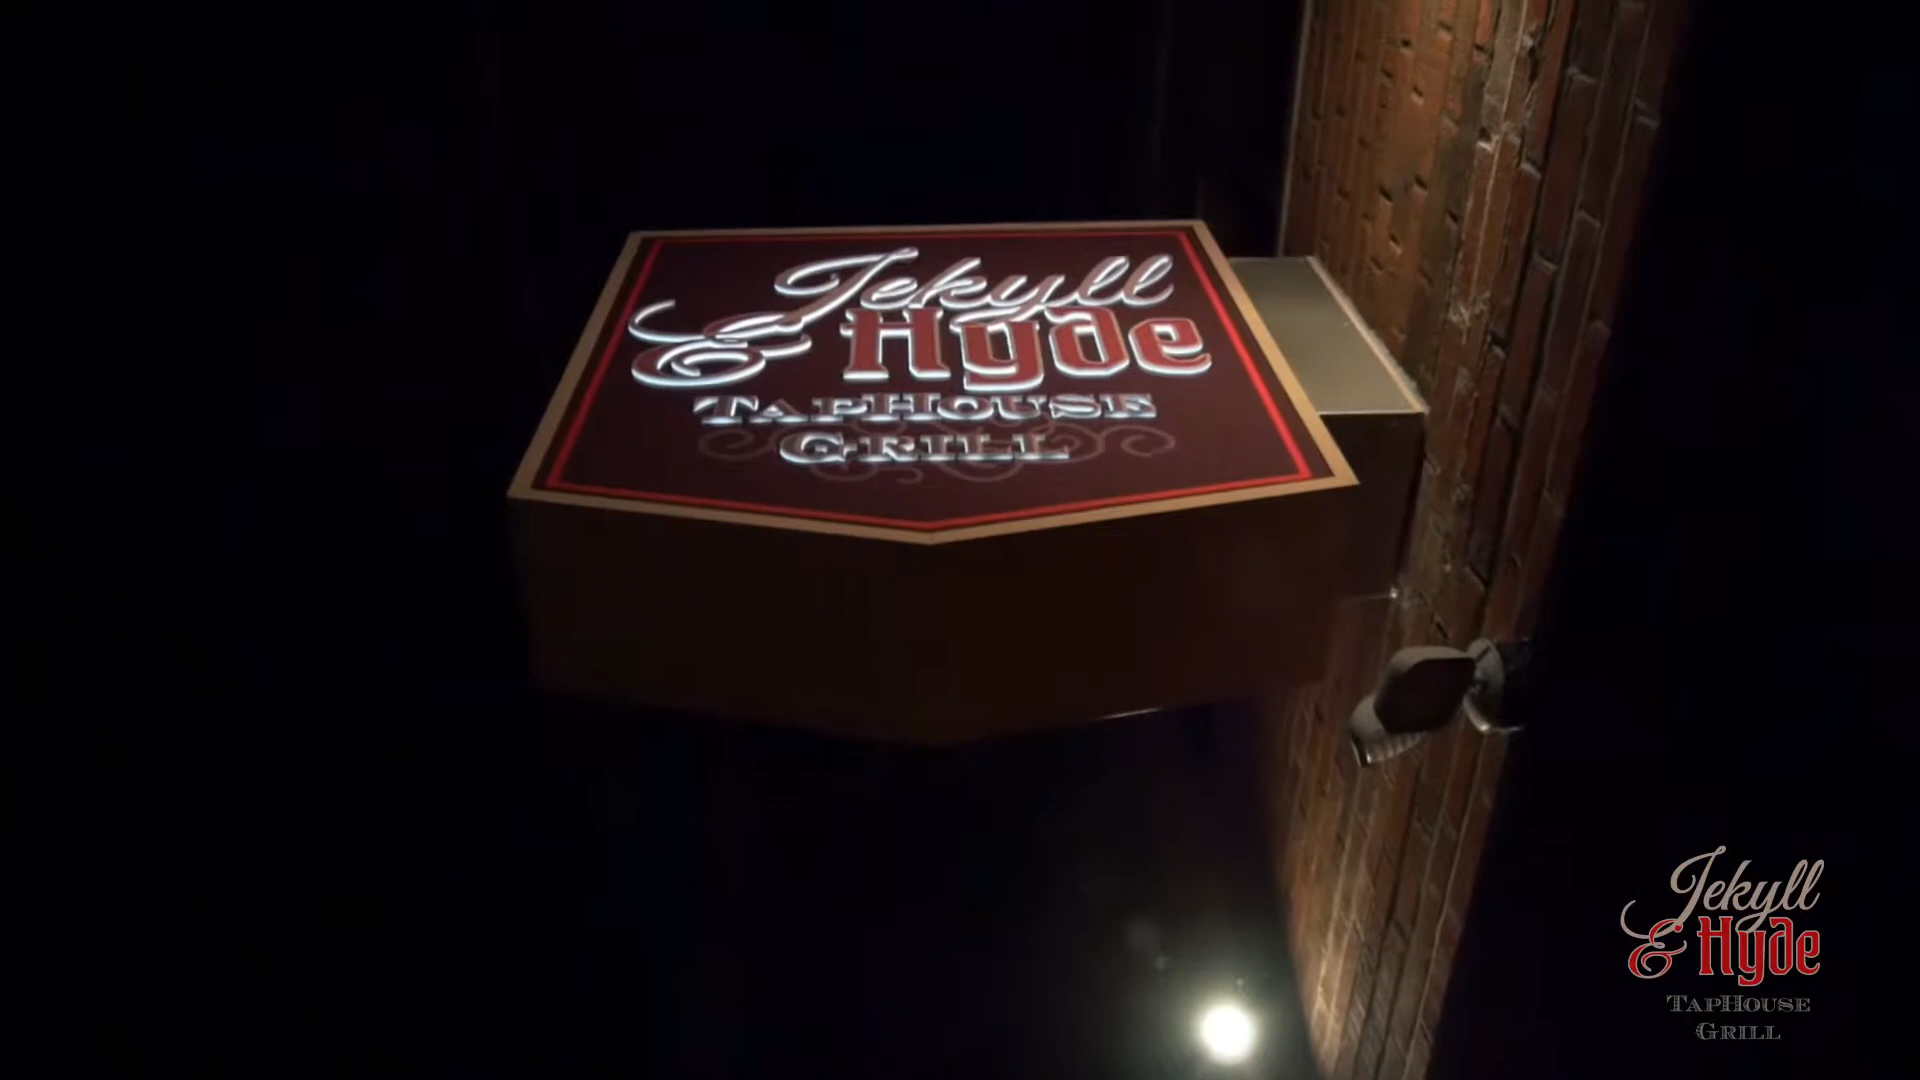 Jekyll
& Hyde
TAPHOUSE
GRILL
Jekyll
& Hyde
TAPHOUSE
GRILL